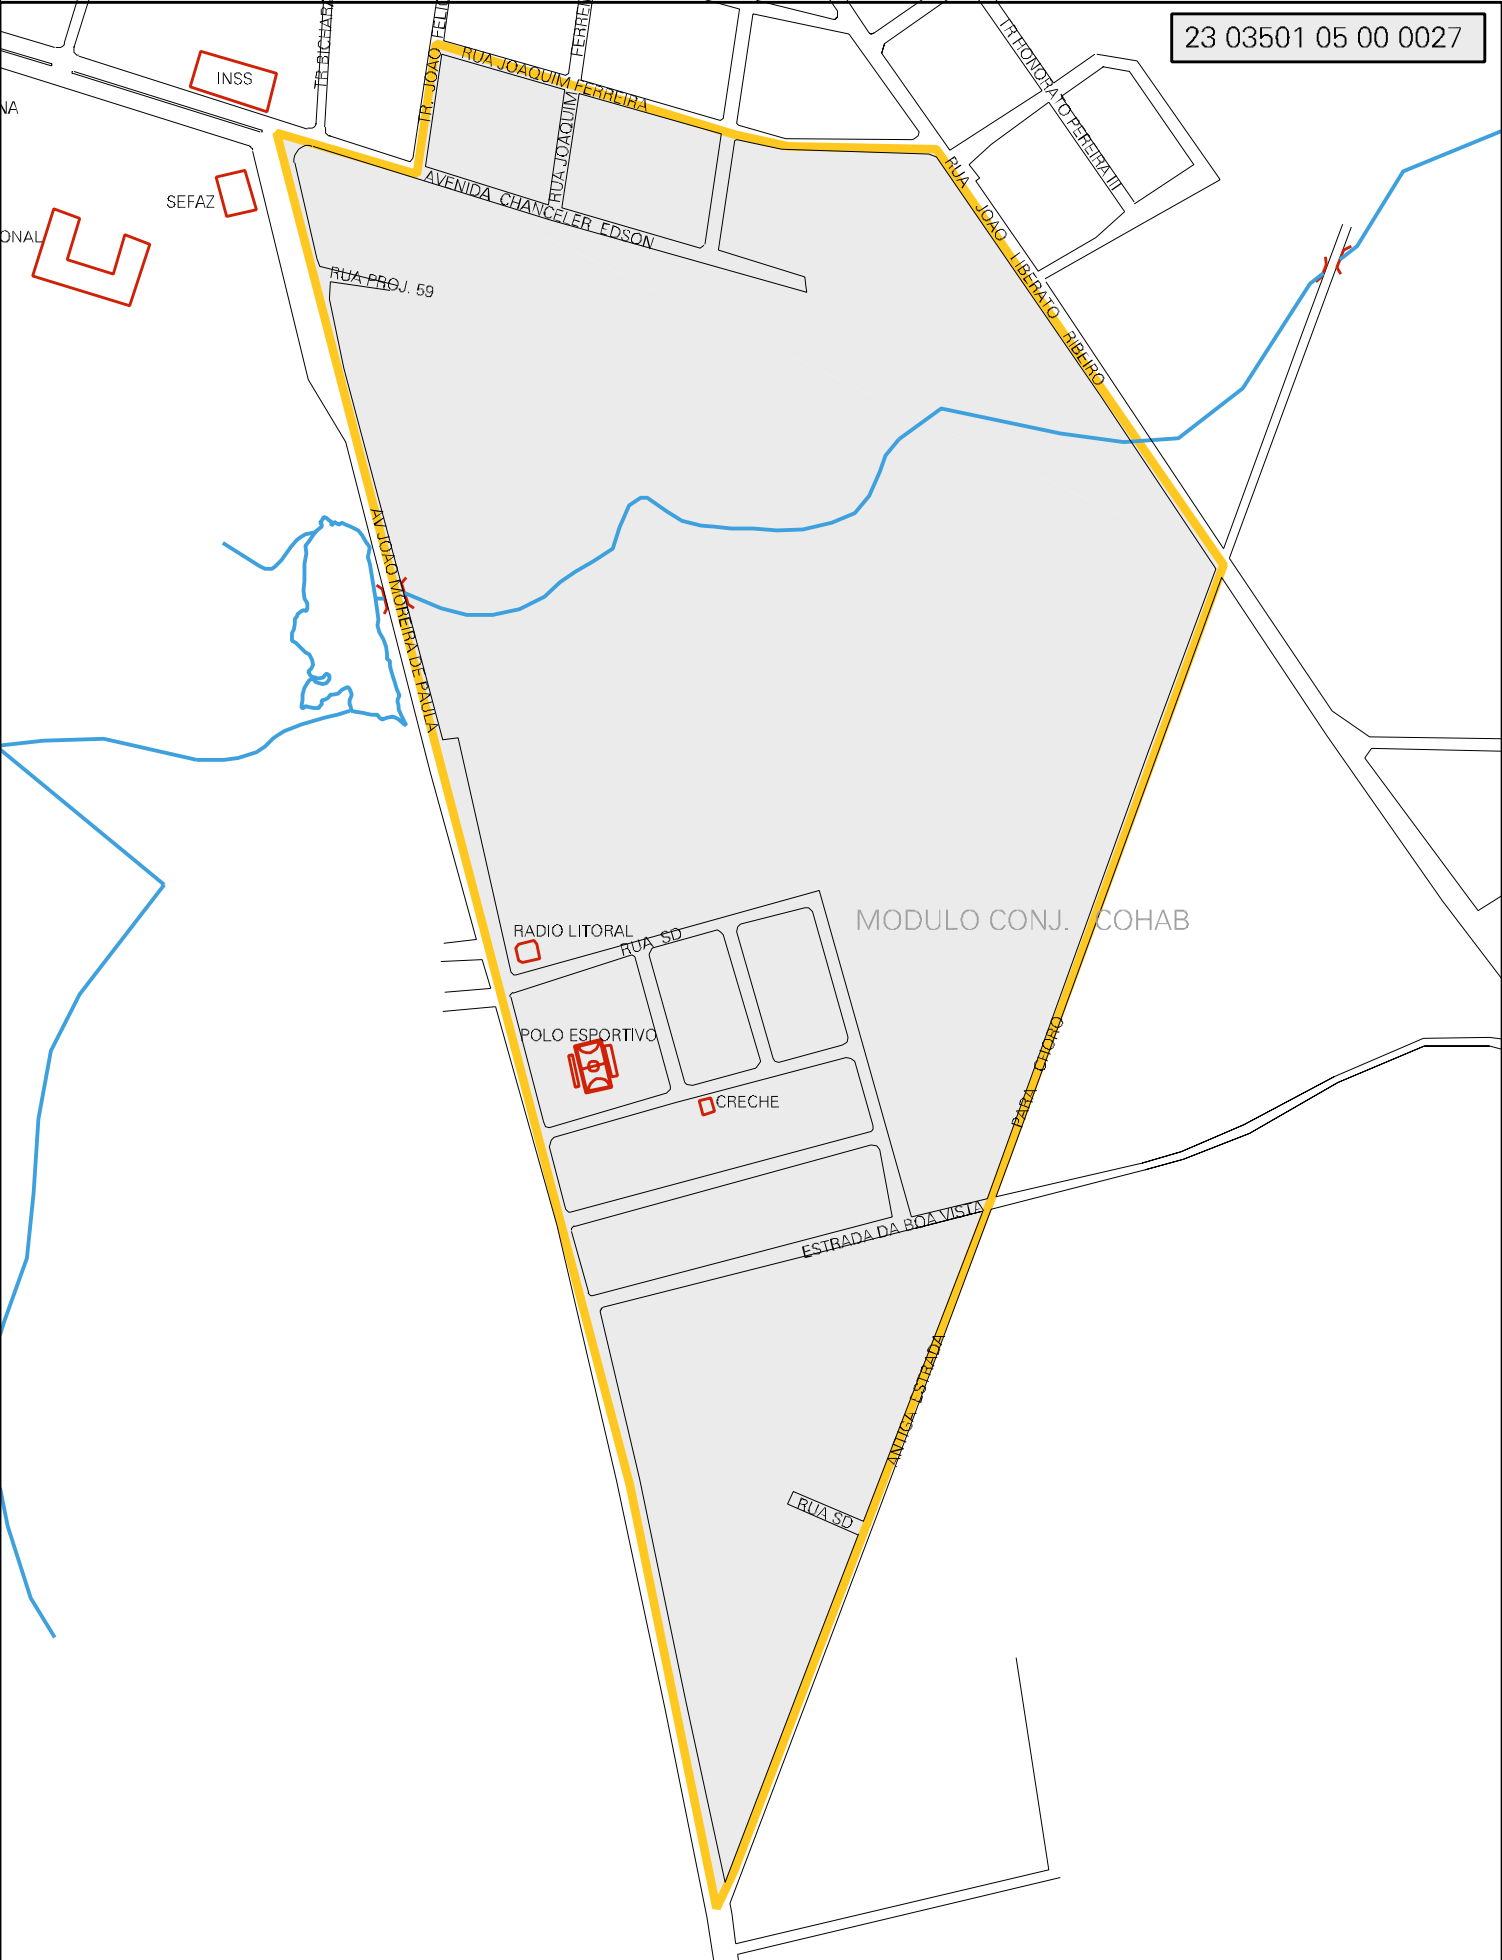 23 03501 05 00 0027
TR BICHARA
TR. JOAO FELIC
FERREI
RUA JOAQUIM FERREIRA
TR HONORATO PEREIRA III
INSS
NA
RUA JOAQUIM
SEFAZ
AVENIDA CHANCELER EDSON
RUA JOAO LIBERATO RIBEIRO
ONAL
RUA PROJ. 59
AV JOAO MOREIRA DE PAULA
MODULO CONJ. COHAB
RADIO LITORAL
RUA SD
POLO ESPORTIVO
CRECHE
ANTIGA ESTRADA PARA CHORO
ESTRADA DA BOA VISTA
RUA SD